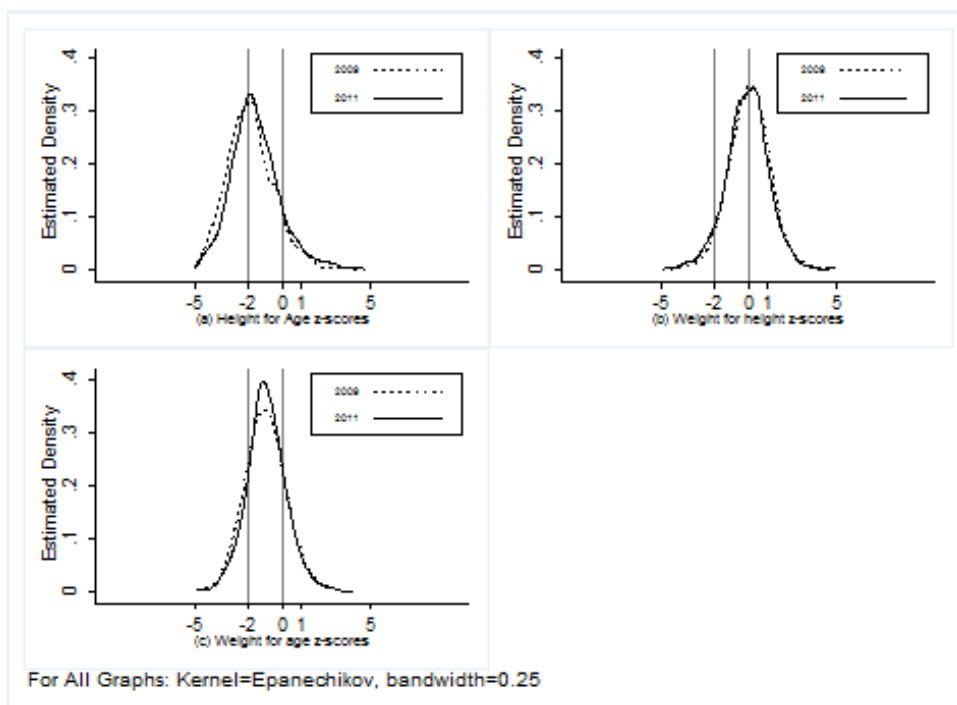 Estimated Density
.4
.3
.2
.1
0
2009
2011
-5 -2 0 1 5
(a) Height for Age z-scores
Estimated Density
.4
.3
.2
.1
0
2009
2011
-5 -2 0 1 5
(b) Weight for height z-scores
Estimated Density
.4
.3
.2
.1
0
2009
2011
-5 -2 0 1 5
(c) Weight for age z-scores
For All Graphs: Kernel=Epanechikov, bandwidth=0.25